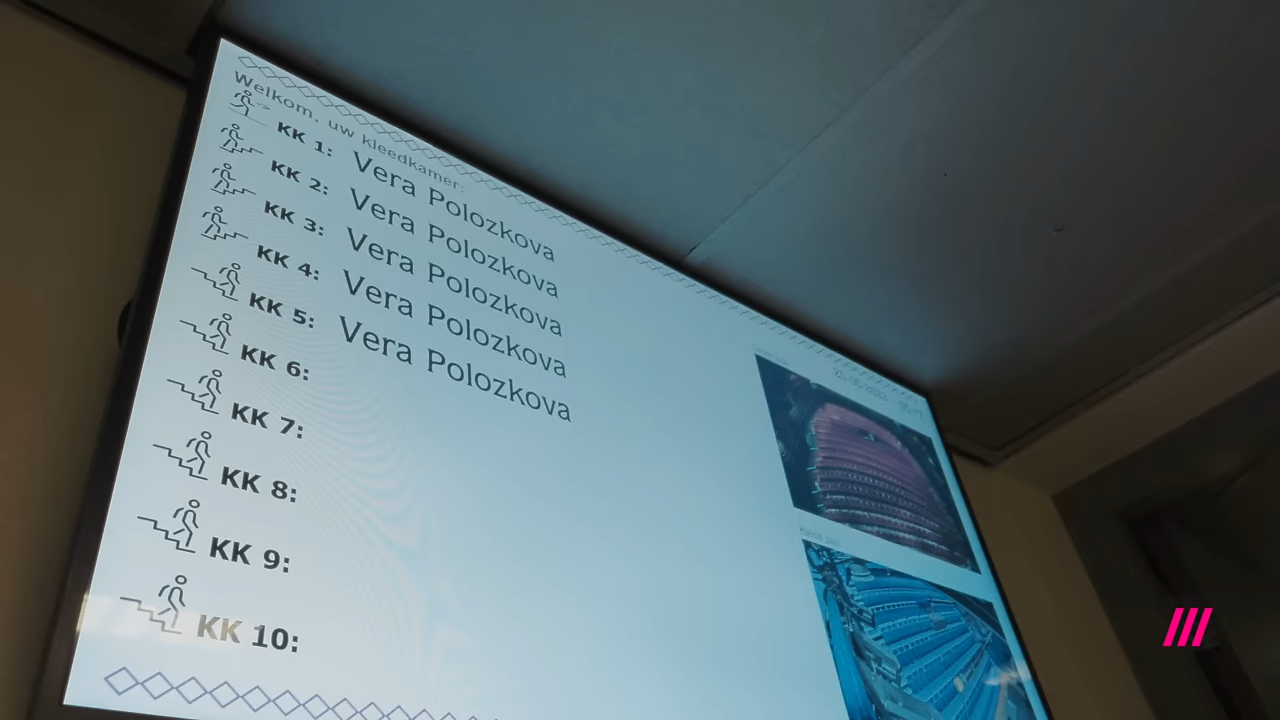 Welkom, uw kleedkamer:
KK 1: Vera Polozkova
KK 2: Vera Polozkova
KK 3: Vera Polozkova
KK 4: Vera Polozkova
KK 5: Vera Polozkova
KK 6:
KK 7:
KK 8:
KK 9:
KK 10: